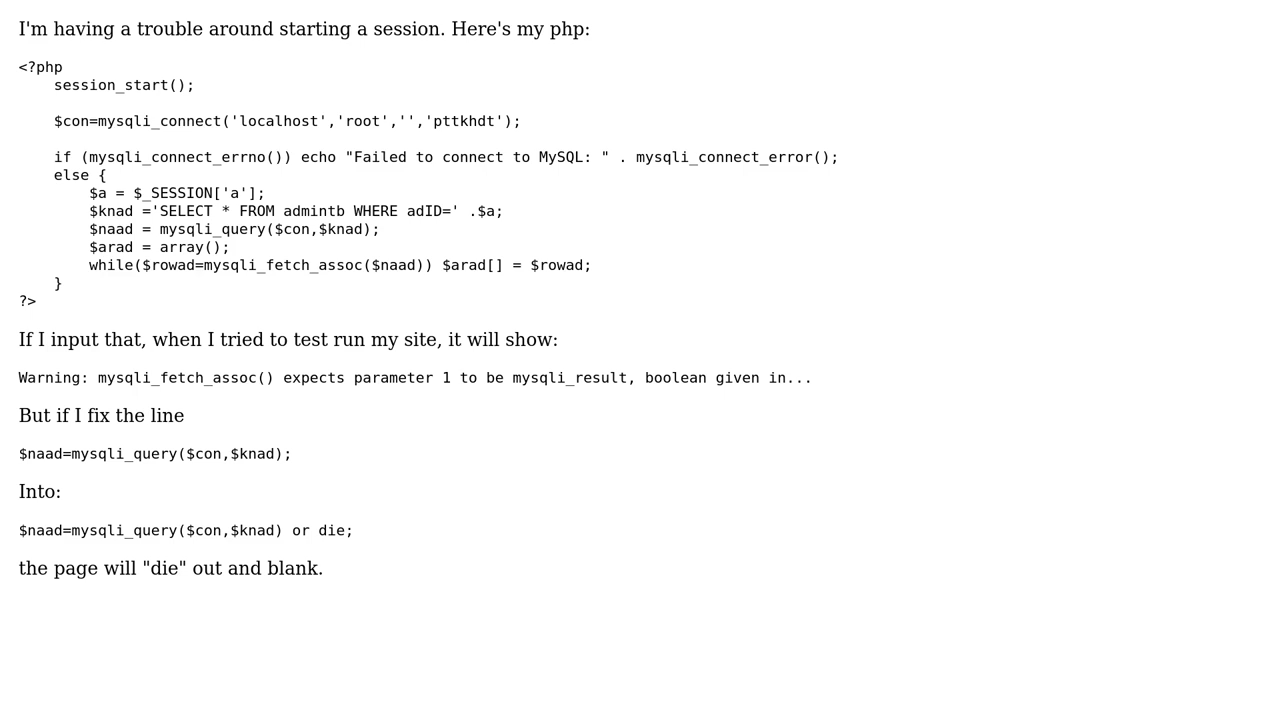 I'm having a trouble around starting a session. Here's my php:
<?php
    session_start();
    $con=mysqli_connect('localhost','root','','pttkhdt');
    if (mysqli_connect_errno()) echo "Failed to connect to MySQL: " . mysqli_connect_error();
    else {
        $a = $_SESSION['a'];
        $knad ='SELECT * FROM admintb WHERE adID=' .$a;
        $naad = mysqli_query($con,$knad);
        $arad = array();
        while($rowad=mysqli_fetch_assoc($naad)) $arad[] = $rowad;
    }
?>
If I input that, when I tried to test run my site, it will show:
Warning: mysqli_fetch_assoc() expects parameter 1 to be mysqli_result, boolean given in...
But if I fix the line
$naad=mysqli_query($con,$knad);
Into:
$naad=mysqli_query($con,$knad) or die;
the page will "die" out and blank.